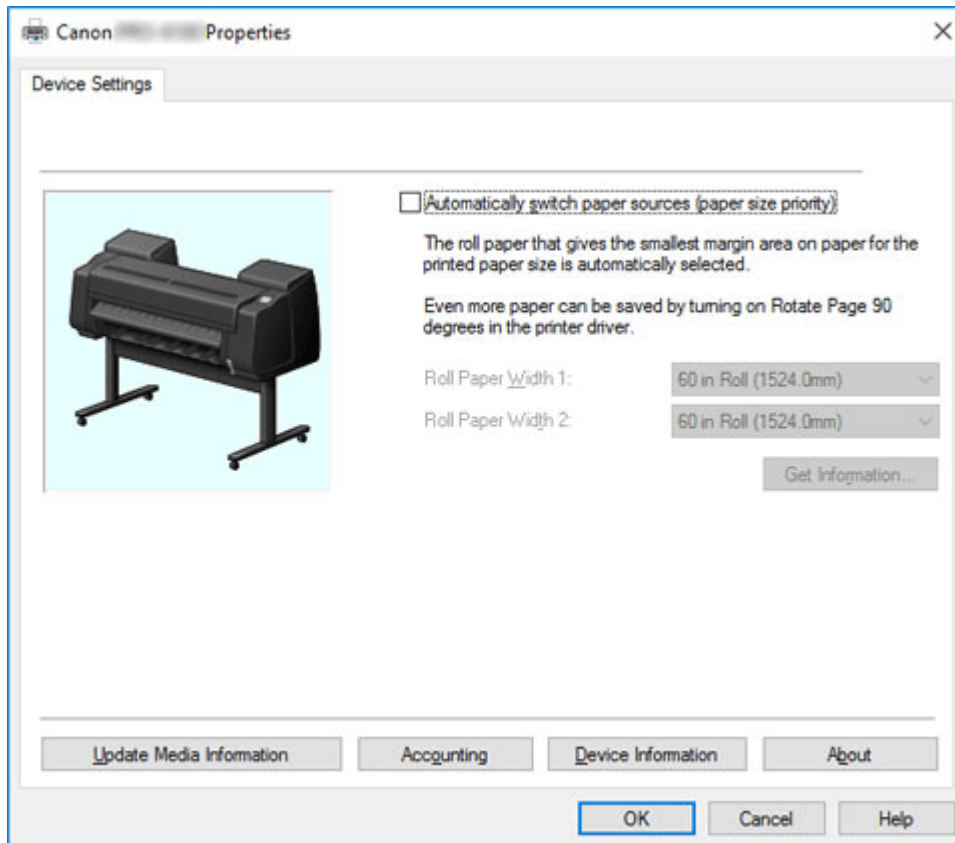 Canon Properties
Device Settings
Automatically switch paper sources (paper size priority)
The roll paper that gives the smallest margin area on paper for the
printed paper size is automatically selected.
Even more paper can be saved by turning on Rotate Page 90
degrees in the printer driver.
Roll Paper Width 1:
60 in Roll (1524.0mm)
Roll Paper Width 2:
60 in Roll (1524.0mm)
Get Information...
Update Media Information
Accounting
Device Information
About
OK
Cancel
Help